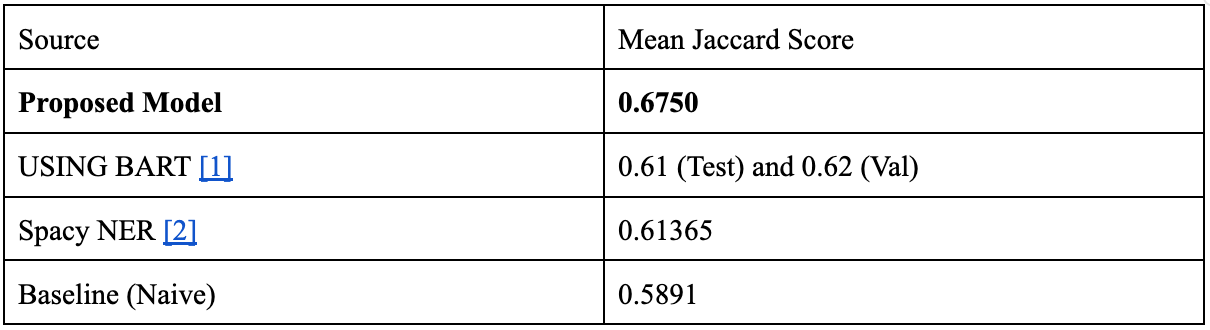 Source Mean Jaccard Score
Proposed Model 0.6750
USING BART [1] 0.61 (Test) and 0.62 (Val)
Spacy NER [2] 0.61365
Baseline (Naive) 0.5891